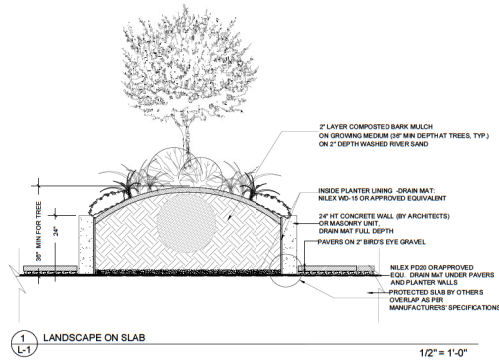 2" LAYER COMPOSTED BARK MULCH
ON GROWING MEDIUM (36" MIN DEPTH AT TREES, TYP.)
ON 2" DEPTH WASHED RIVER SAND
INSIDE PLANTER LINING -DRAIN MAT:
NILEX WD-15 OR APPROVED EQUIVALENT
24" HT CONCRETE WALL (BY ARCHITECTS)
OR MASONRY UNIT,
DRAIN MAT FULL DEPTH
PAVERS ON 2" BIRD'S EYE GRAVEL
36" MIN FOR TREE
24"
NILEX PD20 OR APPROVED
EQU. DRAIN MAT UNDER PAVERS
AND PLANTER WALLS
PROTECTED SLAB BY OTHERS
OVERLAP AS PER
MANUFACTURERS' SPECIFICATIONS
1
L-1
LANDSCAPE ON SLAB
1/2" = 1'-0"